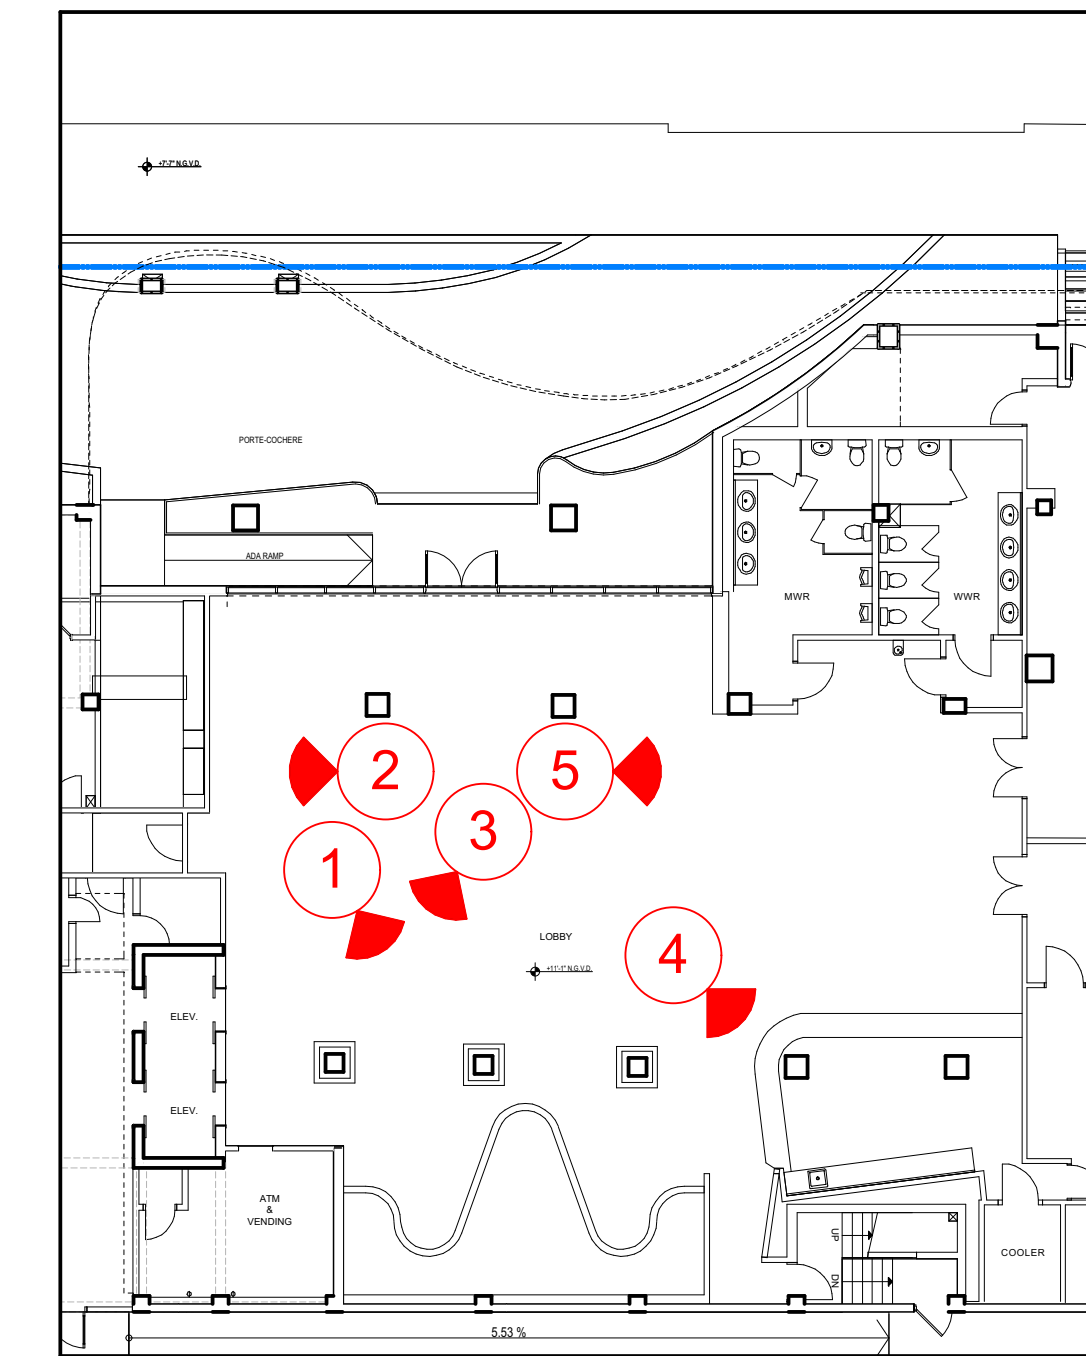 +7'-7" N.G.V.D.
PORTE-COCHERE
ADA RAMP
MWR
WWR
2
5
3
1
LOBBY
4
+11'-1" N.G.V.D.
ELEV.
ELEV.
ATM
&
VENDING
UP
DN
COOLER
5.53 %